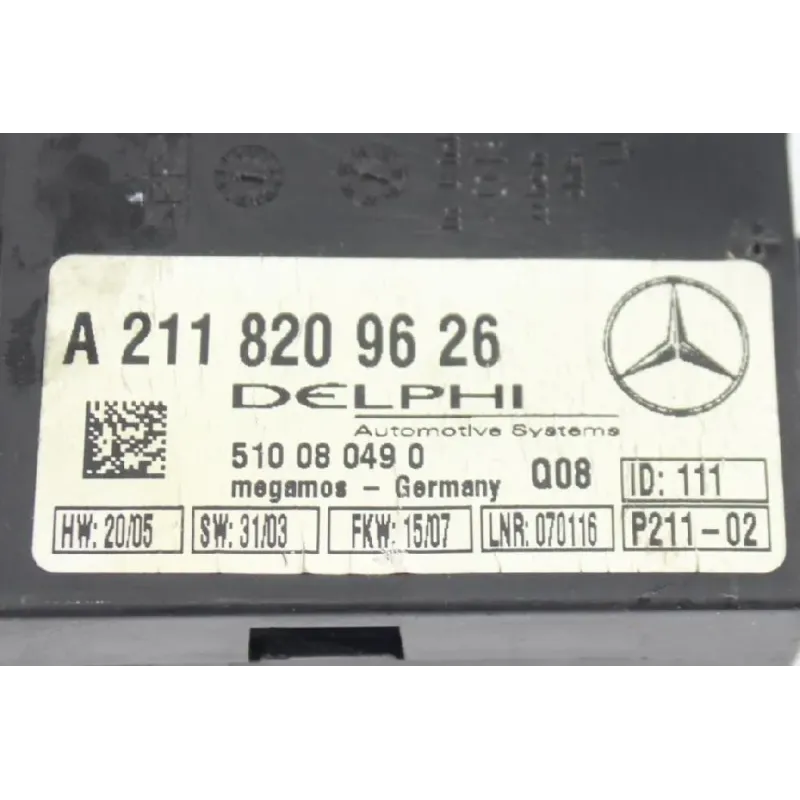 A 211 820 96 26
DELPHI
Automotive Systems
510 08 049 0
megamos - Germany
Q08
ID: 111
HW: 20/05
SW: 31/03
FKW: 15/07
LNR: 070116
P211-02